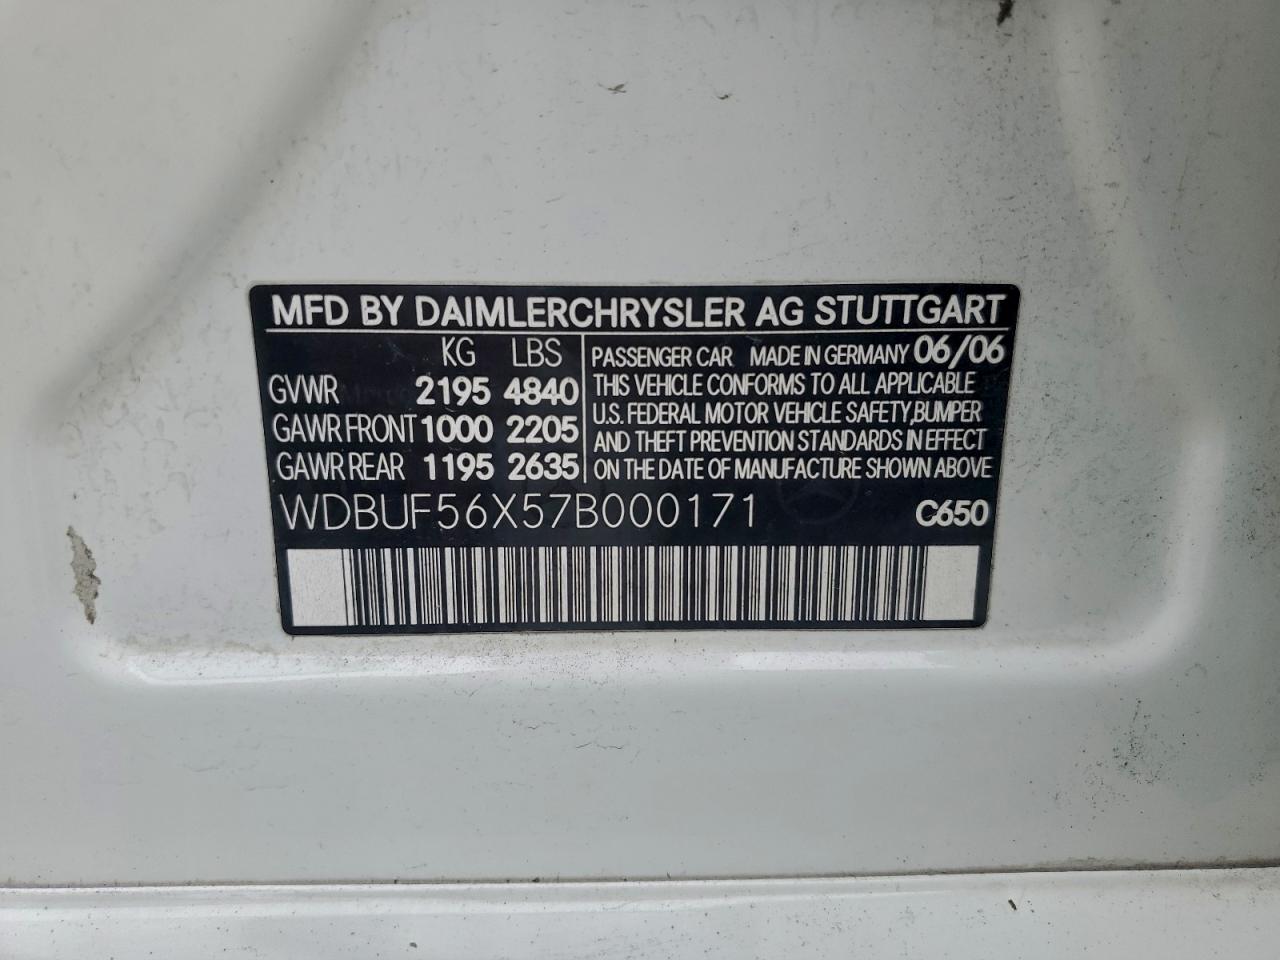 MFD BY DAIMLERCHRYSLER AG STUTTGART
KG LBS
GVWR 2195 4840
GAWR FRONT 1000 2205
GAWR REAR 1195 2635
PASSENGER CAR MADE IN GERMANY 06/06
THIS VEHICLE CONFORMS TO ALL APPLICABLE
U.S. FEDERAL MOTOR VEHICLE SAFETY, BUMPER
AND THEFT PREVENTION STANDARDS IN EFFECT
ON THE DATE OF MANUFACTURE SHOWN ABOVE
WDBUF56X57B000171 C650